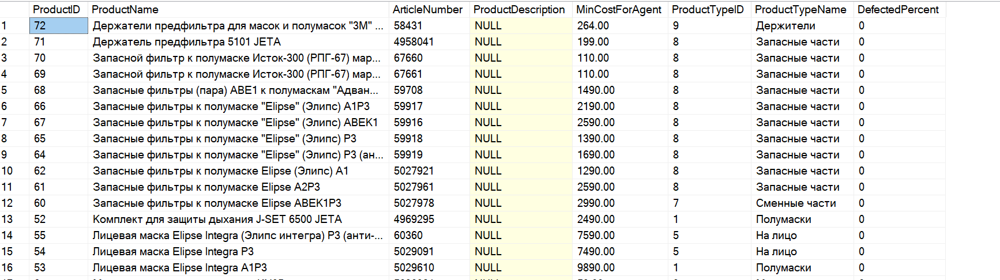 ProductID ProductName ArticleNumber ProductDescription MinCostForAgent ProductTypeID ProductTypeName DefectedPercent
1 72 Держатели предфильтра для масок и полумасок "3М" ... 58431 NULL 264.00 9 Держители 0
2 71 Держатель предфильтра 5101 JETA 4958041 NULL 199.00 8 Запасные части 0
3 70 Запасной фильтр к полумаске Исток-300 (РПГ-67) мар... 67660 NULL 110.00 8 Запасные части 0
4 69 Запасной фильтр к полумаске Исток-300 (РПГ-67) мар... 67661 NULL 110.00 8 Запасные части 0
5 68 Запасные фильтры (пара) АВЕ1 к полумаскам "Адван... 59708 NULL 1490.00 8 Запасные части 0
6 66 Запасные фильтры к полумаске "Elipse" (Элипс) А1Р3 59917 NULL 2190.00 8 Запасные части 0
7 67 Запасные фильтры к полумаске "Elipse" (Элипс) ABEK1 59916 NULL 2590.00 8 Запасные части 0
8 65 Запасные фильтры к полумаске "Elipse" (Элипс) P3 59918 NULL 1390.00 8 Запасные части 0
9 64 Запасные фильтры к полумаске "Elipse" (Элипс) P3 (ан... 59919 NULL 1690.00 8 Запасные части 0
10 62 Запасные фильтры к полумаске Elipse (Элипс) А1 5027921 NULL 1290.00 8 Запасные части 0
11 61 Запасные фильтры к полумаске Elipse A2P3 5027961 NULL 2590.00 8 Запасные части 0
12 60 Запасные фильтры к полумаске Elipse ABEK1P3 5027978 NULL 2990.00 7 Сменные части 0
13 52 Комплект для защиты дыхания J-SET 6500 JETA 4969295 NULL 2490.00 1 Полумаски 0
14 55 Лицевая маска Elipse Integra (Элипс интегра) P3 (анти-... 60360 NULL 7590.00 5 На лицо 0
15 54 Лицевая маска Elipse Integra P3 5029091 NULL 7490.00 5 На лицо 0
16 53 Лицевая маска Elipse Integra А1P3 5029610 NULL 9890.00 1 Полумаски 0